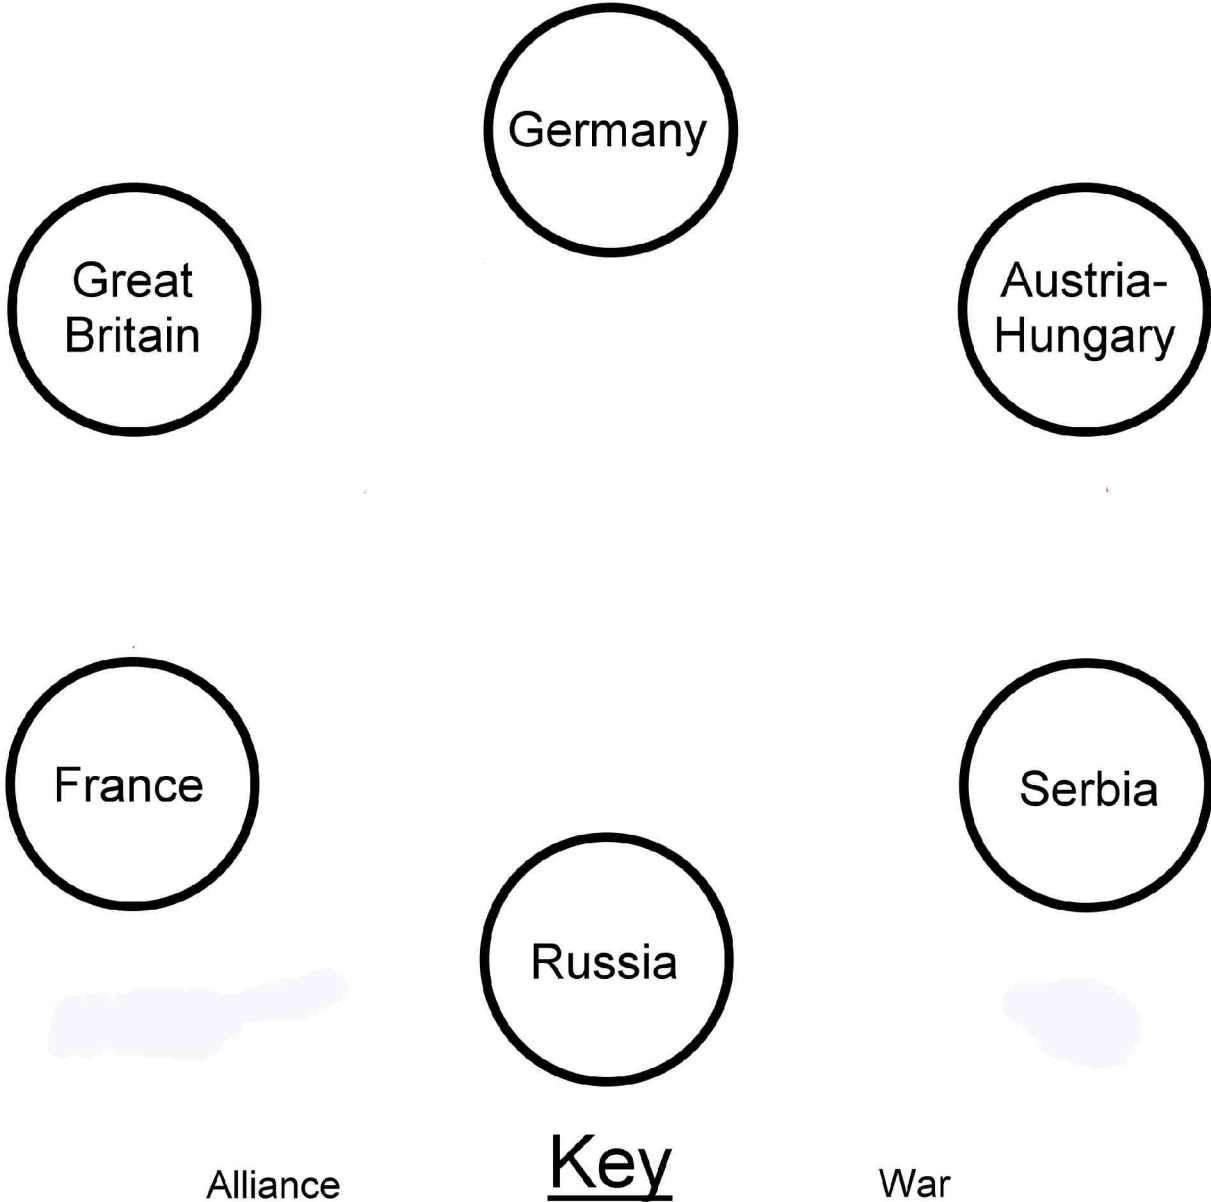 Germany
Great
Britain
Austria-
Hungary
France
Serbia
Russia
Key
Alliance
War